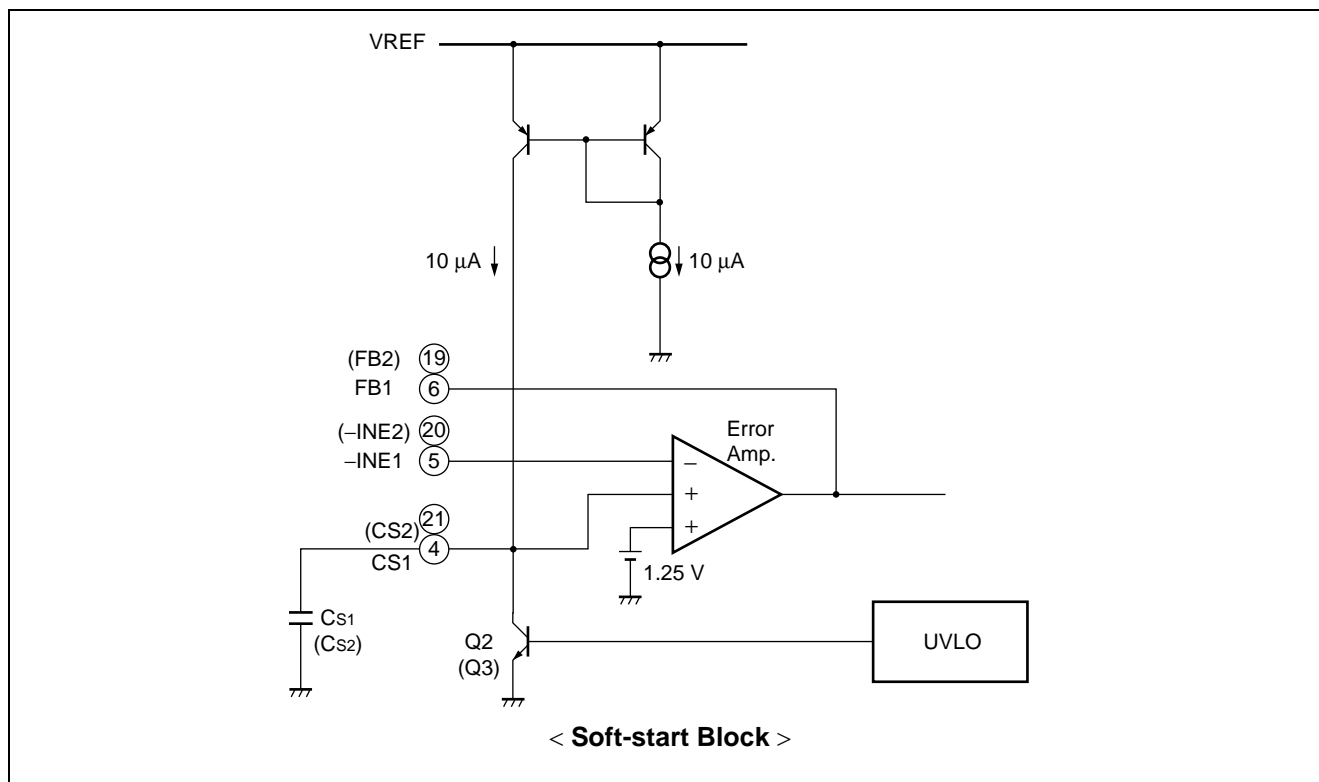 VREF
10 µA
10 µA
(FB2) 19
FB1 6
(−INE2) 20
−INE1 5
Error
Amp.
−
+
+
(CS2) 21
CS1 4
1.25 V
CS1
(CS2)
Q2
(Q3)
UVLO
< Soft-start Block >